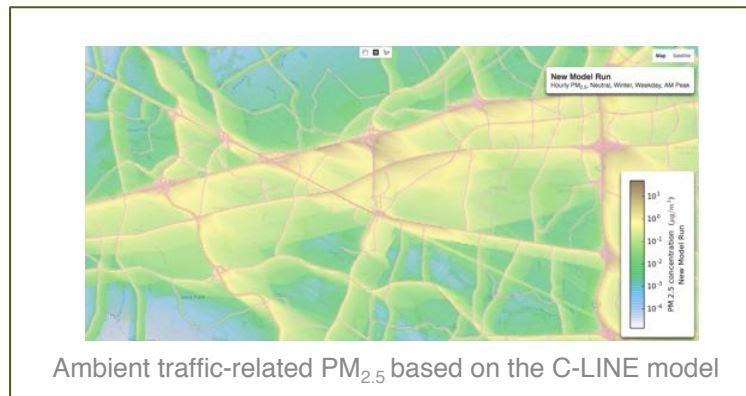 Map Satellite
New Model Run
Hourly PM2.5, Neutral, Winter, Weekday, AM Peak
10¹
10⁰
10⁻¹
10⁻²
10⁻³
10⁻⁴
PM 2.5 concentration (μg/m³)
New Model Run
Ambient traffic-related PM₂.₅ based on the C-LINE model